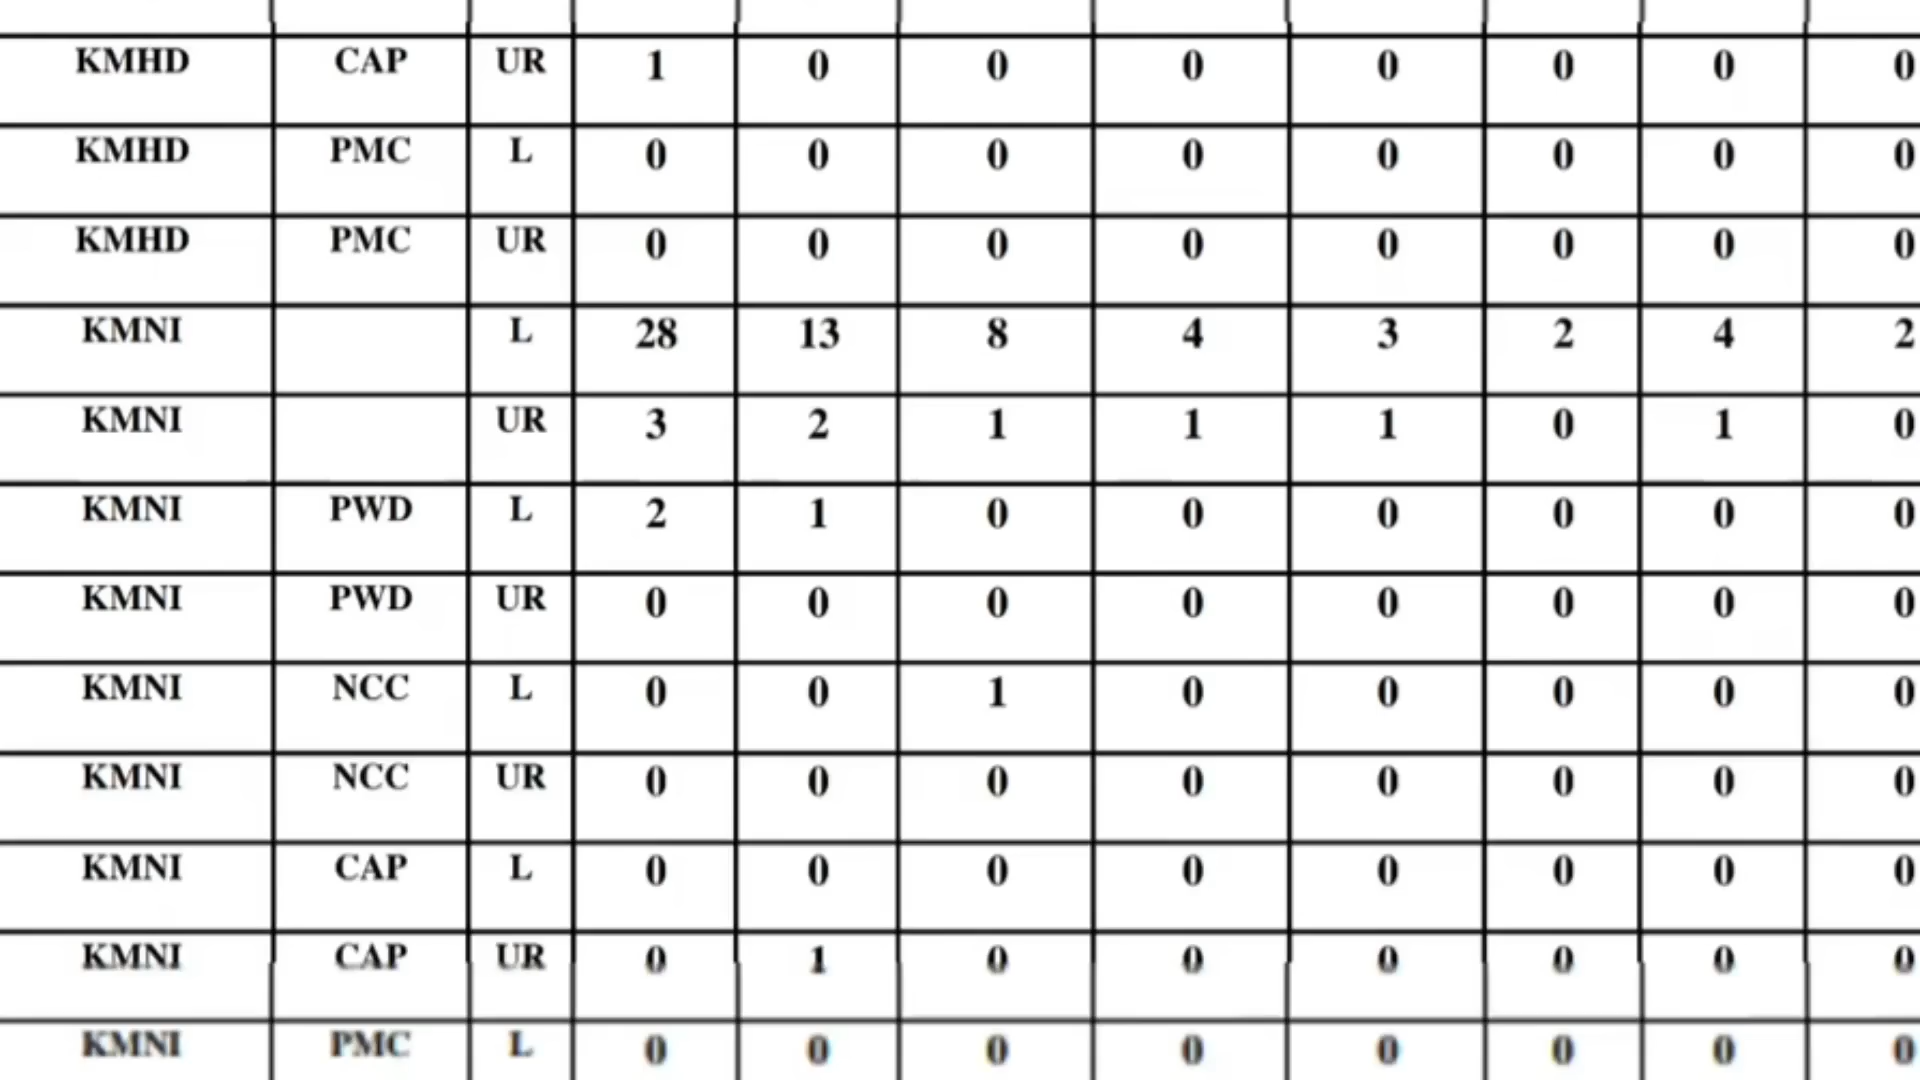 KMHD CAP UR 1 0 0 0 0 0 0 0
KMHD PMC L 0 0 0 0 0 0 0 0
KMHD PMC UR 0 0 0 0 0 0 0 0
KMNI L 28 13 8 4 3 2 4 2
KMNI UR 3 2 1 1 1 0 1 0
KMNI PWD L 2 1 0 0 0 0 0 0
KMNI PWD UR 0 0 0 0 0 0 0 0
KMNI NCC L 0 0 1 0 0 0 0 0
KMNI NCC UR 0 0 0 0 0 0 0 0
KMNI CAP L 0 0 0 0 0 0 0 0
KMNI CAP UR 0 1 0 0 0 0 0 0
KMNI PMC L 0 0 0 0 0 0 0 0